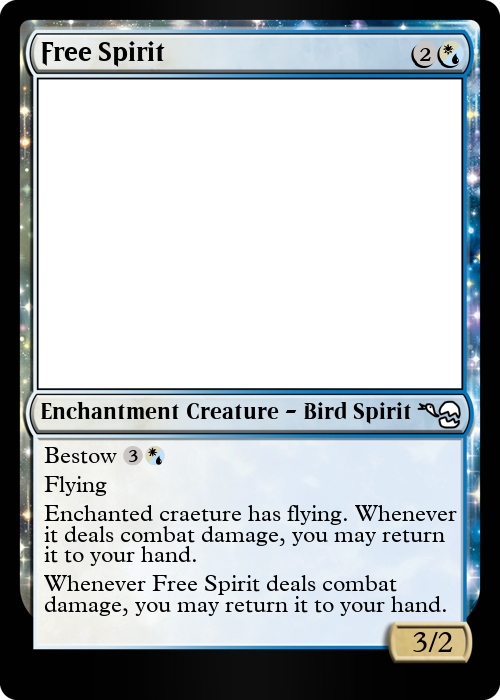 Free Spirit 2
Enchantment Creature – Bird Spirit
Bestow 3
Flying
Enchanted craeture has flying. Whenever
it deals combat damage, you may return
it to your hand.
Whenever Free Spirit deals combat
damage, you may return it to your hand.
3/2